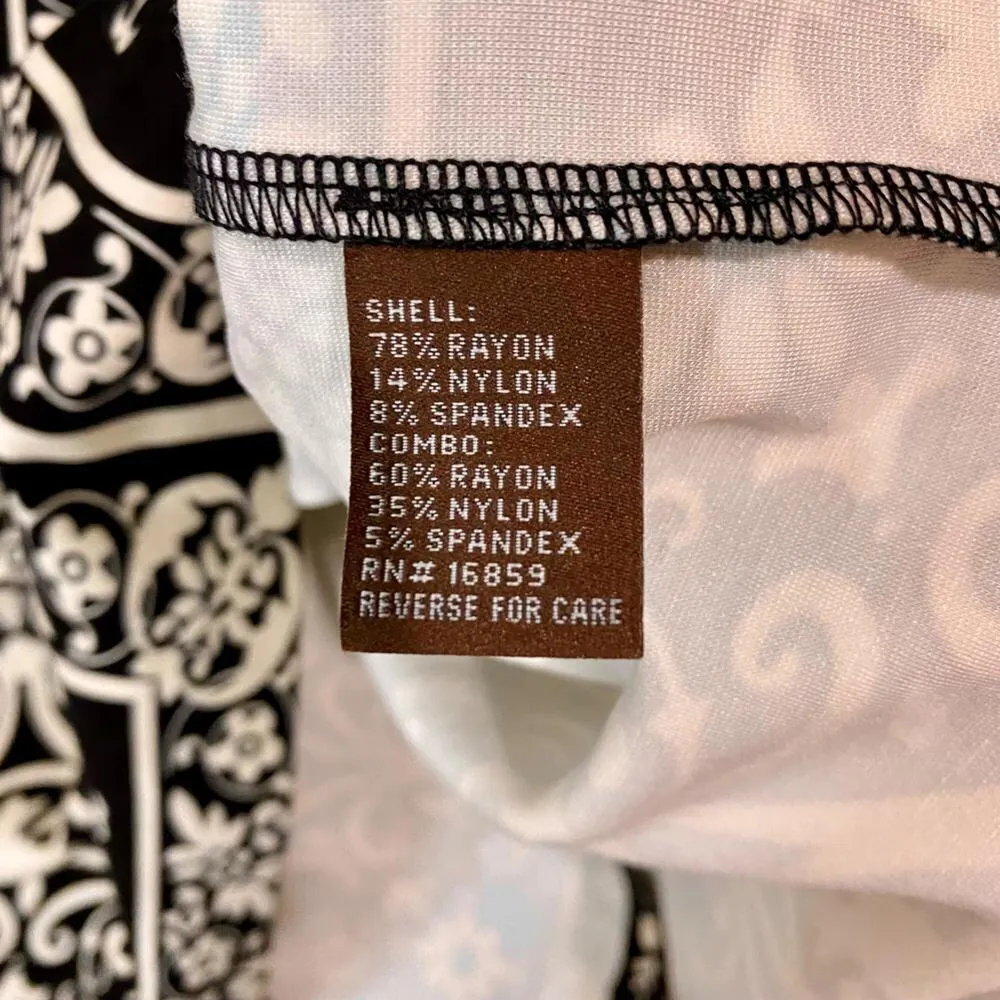 SHELL:
78% RAYON
14% NYLON
8% SPANDEX
COMBO:
60% RAYON
35% NYLON
5% SPANDEX
RN# 16859
REVERSE FOR CARE